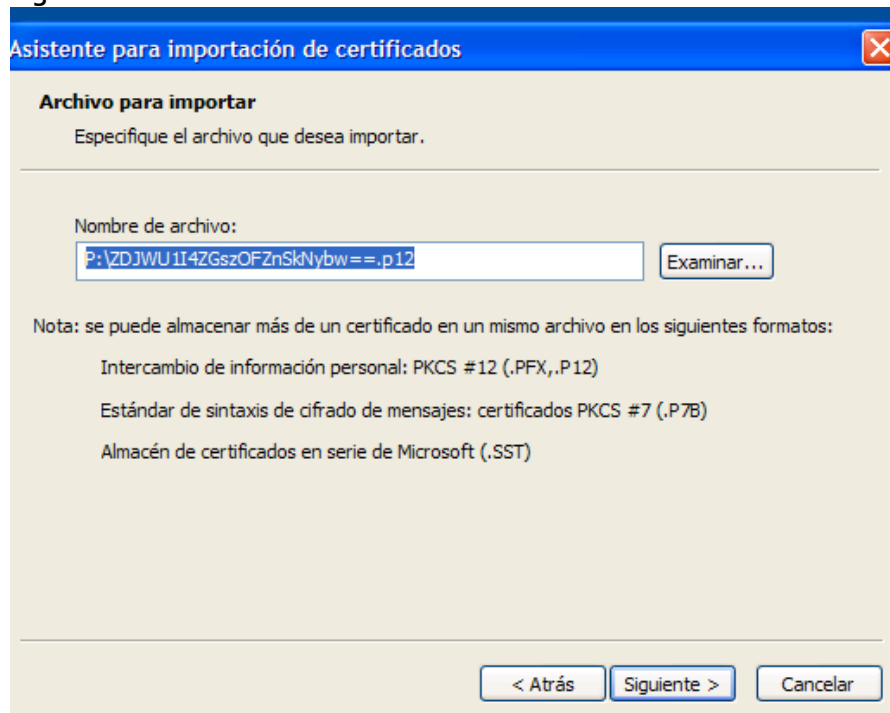 Asistente para importación de certificados
Archivo para importar
Especifique el archivo que desea importar.
Nombre de archivo:
P:\ZDJWU1I4ZGszOFZnSkNybw==.p12
Examinar...
Nota: se puede almacenar más de un certificado en un mismo archivo en los siguientes formatos:
Intercambio de información personal: PKCS #12 (.PFX,.P12)
Estándar de sintaxis de cifrado de mensajes: certificados PKCS #7 (.P7B)
Almacén de certificados en serie de Microsoft (.SST)
< Atrás Siguiente > Cancelar